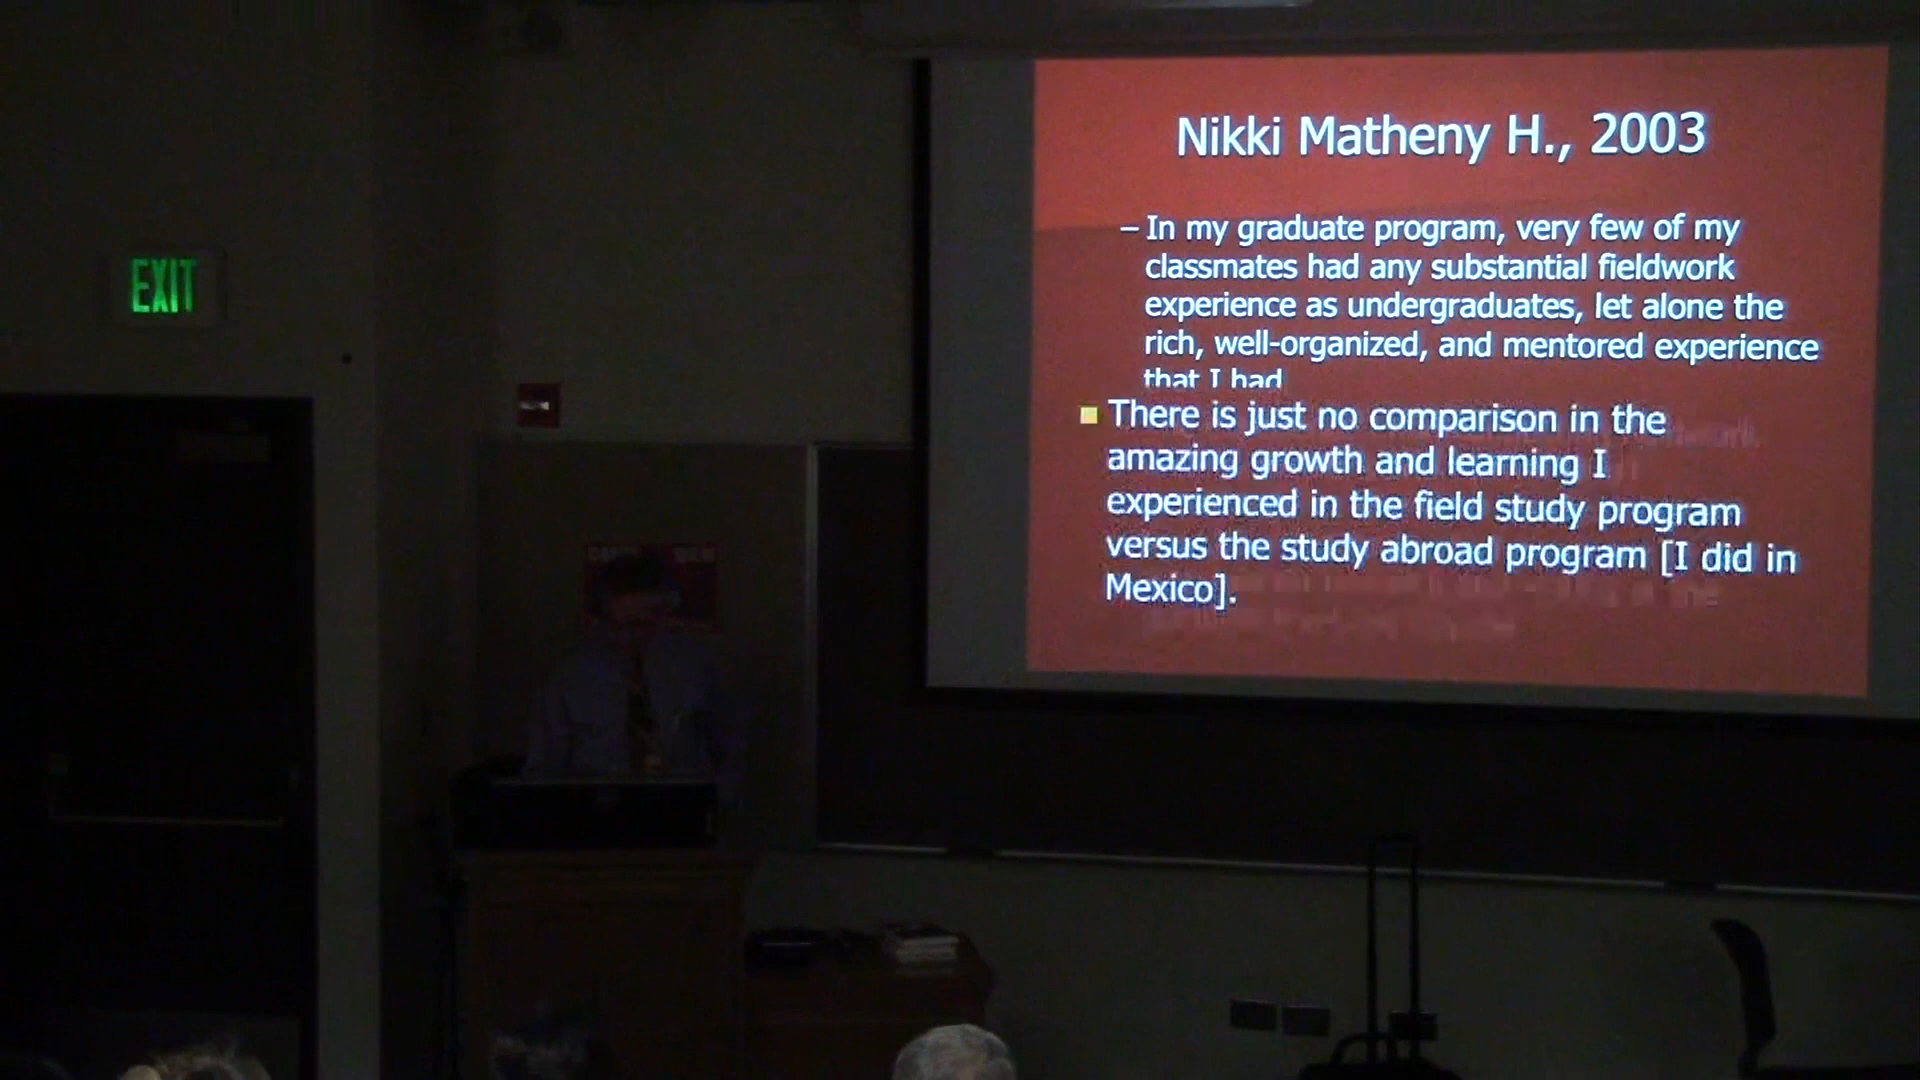 EXIT
Nikki Matheny H., 2003
– In my graduate program, very few of my
classmates had any substantial fieldwork
experience as undergraduates, let alone the
rich, well-organized, and mentored experience
that I had
There is just no comparison in the
amazing growth and learning I
experienced in the field study program
versus the study abroad program [I did in
Mexico].